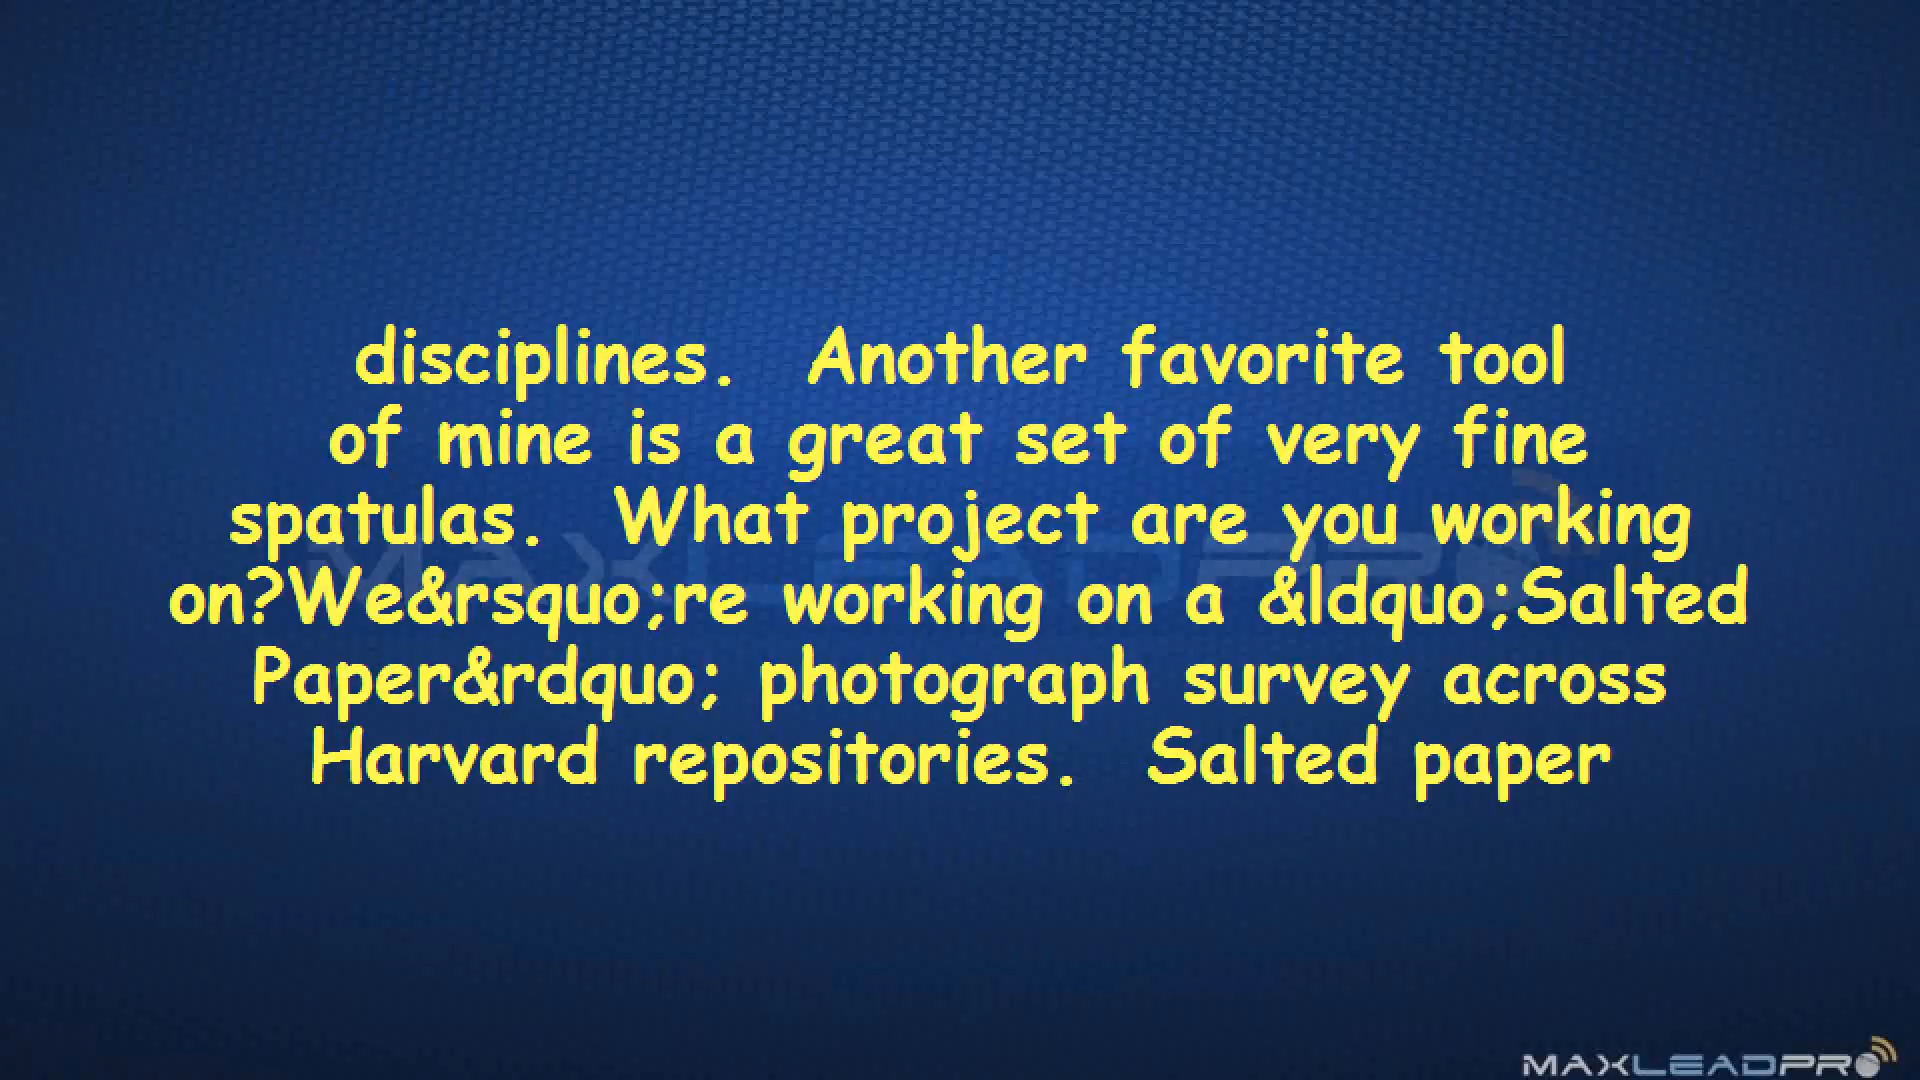 disciplines.  Another favorite tool
of mine is a great set of very fine
spatulas.  What project are you working
on?We&rsquo;re working on a &ldquo;Salted
Paper&rdquo; photograph survey across
Harvard repositories.  Salted paper
MAXLEADPRO
MAXLEADPRO